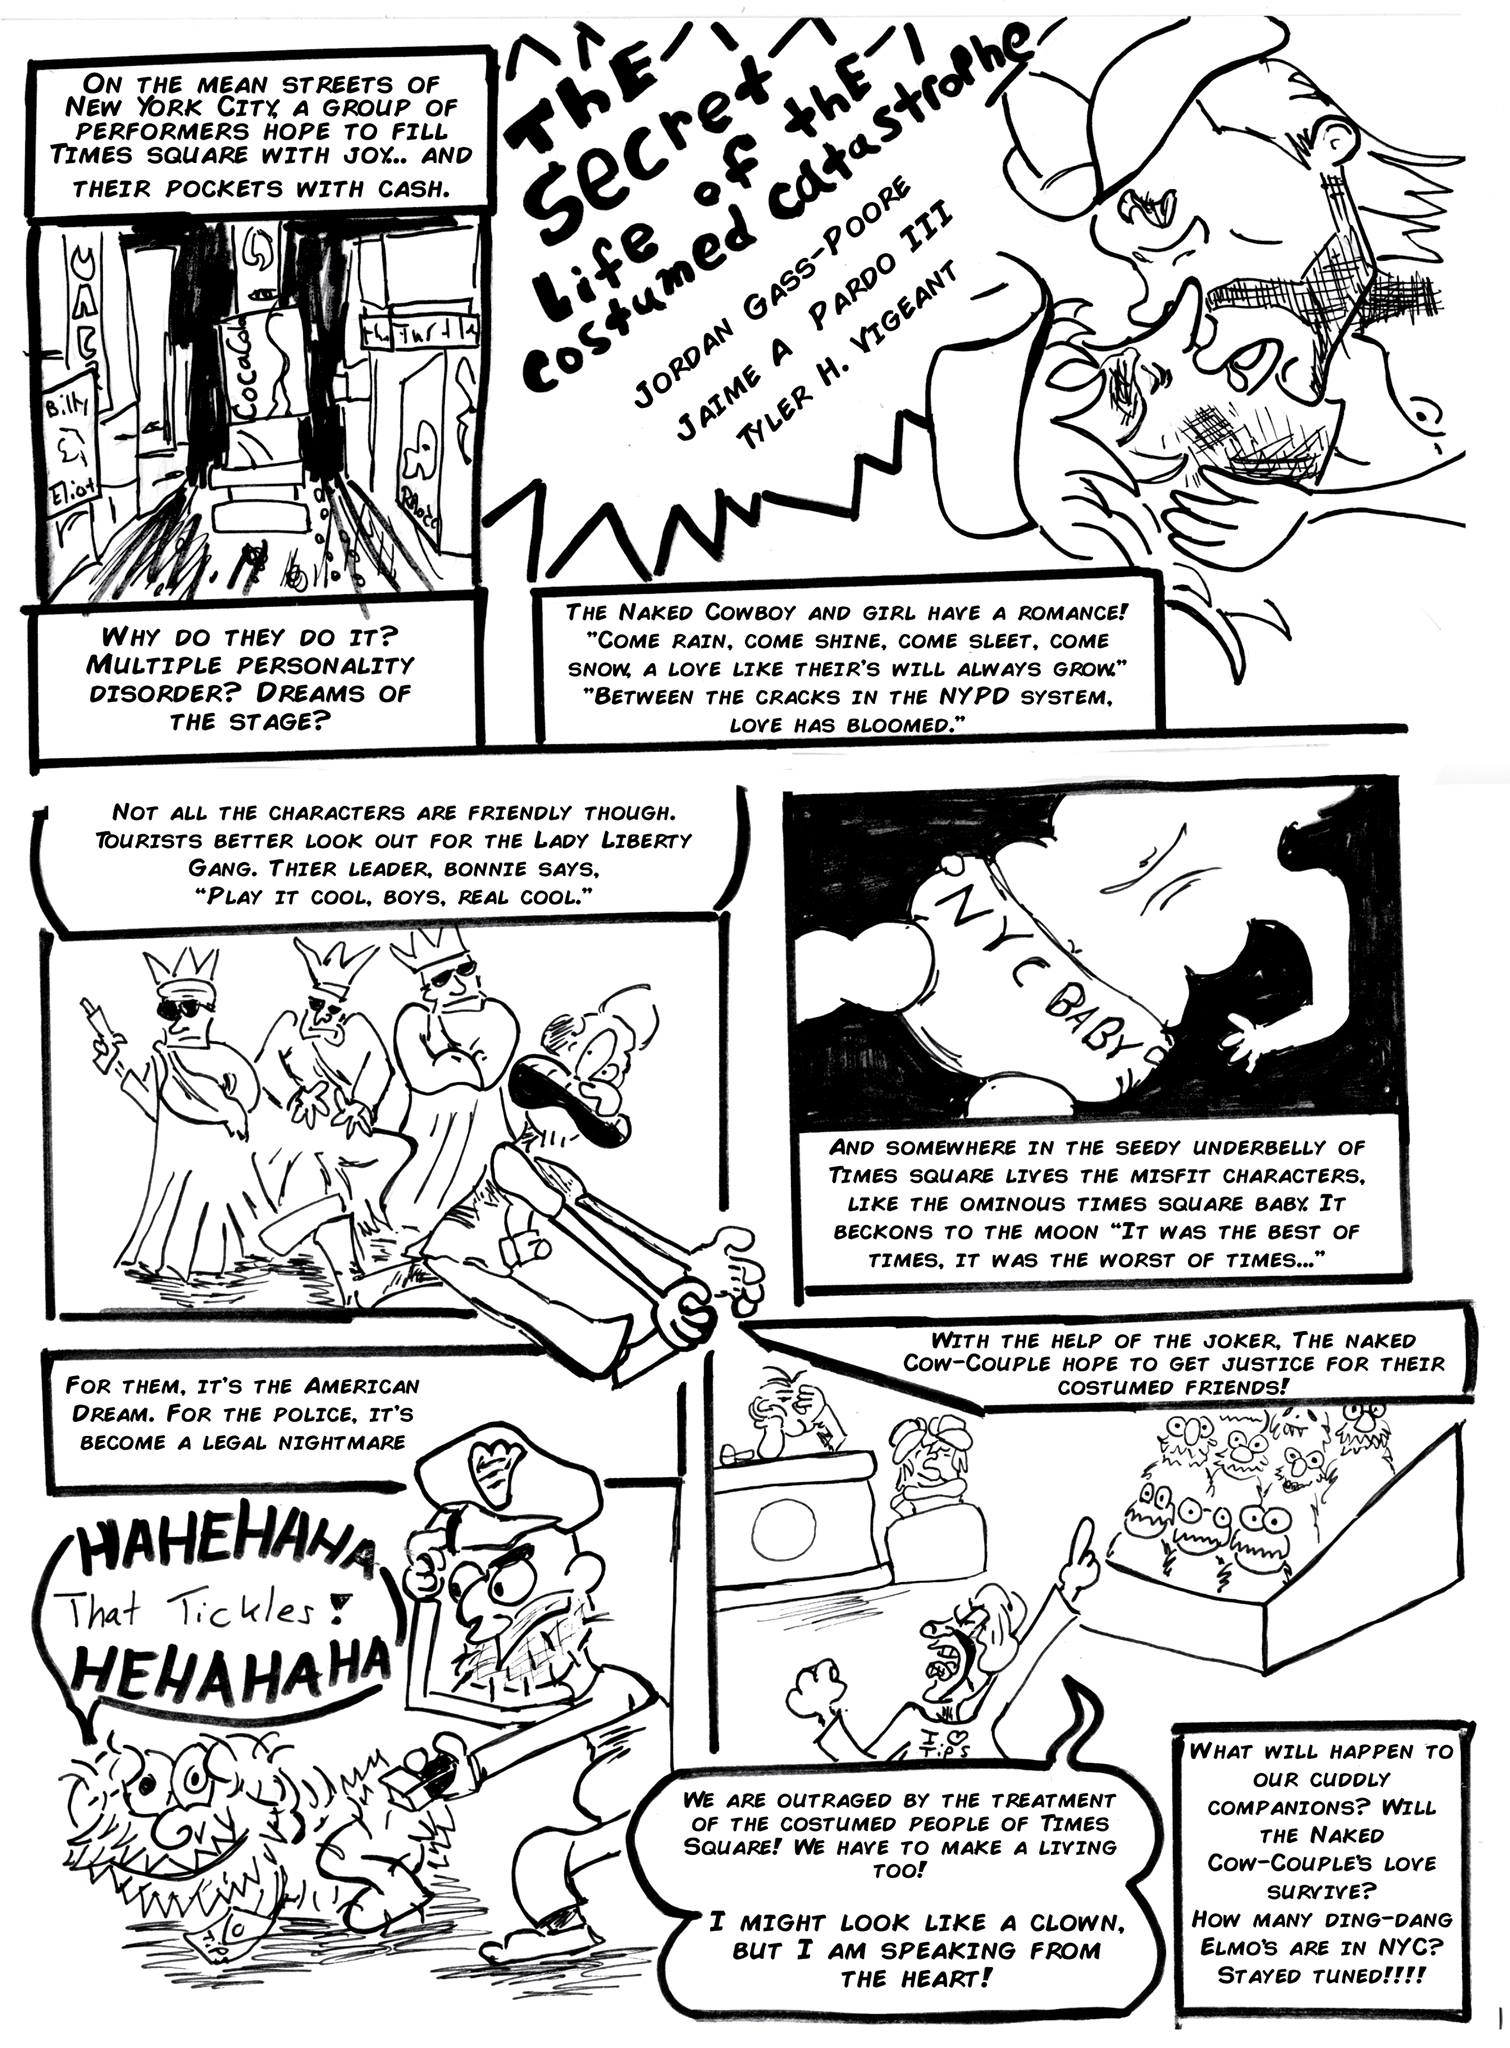 ON THE MEAN STREETS OF
NEW YORK CITY, A GROUP OF
PERFORMERS HOPE TO FILL
TIMES SQUARE WITH JOY... AND
THEIR POCKETS WITH CASH.
THE
SEcret
Life of thE
costumed catastrophe
JORDAN GASS-POORE
JAIME A PARDO III
TYLER H. VIGEANT
CocaCola
the Turtle
Billy
Eliot
WHY DO THEY DO IT?
MULTIPLE PERSONALITY
DISORDER? DREAMS OF
THE STAGE?
THE NAKED COWBOY AND GIRL HAVE A ROMANCE!
"COME RAIN, COME SHINE, COME SLEET, COME
SNOW, A LOVE LIKE THEIR'S WILL ALWAYS GROW."
"BETWEEN THE CRACKS IN THE NYPD SYSTEM,
LOVE HAS BLOOMED."
NOT ALL THE CHARACTERS ARE FRIENDLY THOUGH.
TOURISTS BETTER LOOK OUT FOR THE LADY LIBERTY
GANG. THIER LEADER, BONNIE SAYS,
"PLAY IT COOL, BOYS, REAL COOL."
NYC BABY
AND SOMEWHERE IN THE SEEDY UNDERBELLY OF
TIMES SQUARE LIVES THE MISFIT CHARACTERS,
LIKE THE OMINOUS TIMES SQUARE BABY. IT
BECKONS TO THE MOON "IT WAS THE BEST OF
TIMES, IT WAS THE WORST OF TIMES..."
FOR THEM, IT'S THE AMERICAN
DREAM. FOR THE POLICE, IT'S
BECOME A LEGAL NIGHTMARE
WITH THE HELP OF THE JOKER, THE NAKED
COW-COUPLE HOPE TO GET JUSTICE FOR THEIR
COSTUMED FRIENDS!
HAHEHAHA
That Tickles!
HEHAHAHA
Tips
I ♡
TiPS
WE ARE OUTRAGED BY THE TREATMENT
OF THE COSTUMED PEOPLE OF TIMES
SQUARE! WE HAVE TO MAKE A LIVING
TOO!
I MIGHT LOOK LIKE A CLOWN,
BUT I AM SPEAKING FROM
THE HEART!
WHAT WILL HAPPEN TO
OUR CUDDLY
COMPANIONS? WILL
THE NAKED
COW-COUPLE'S LOVE
SURVIVE?
HOW MANY DING-DANG
ELMO'S ARE IN NYC?
STAYED TUNED!!!!
1